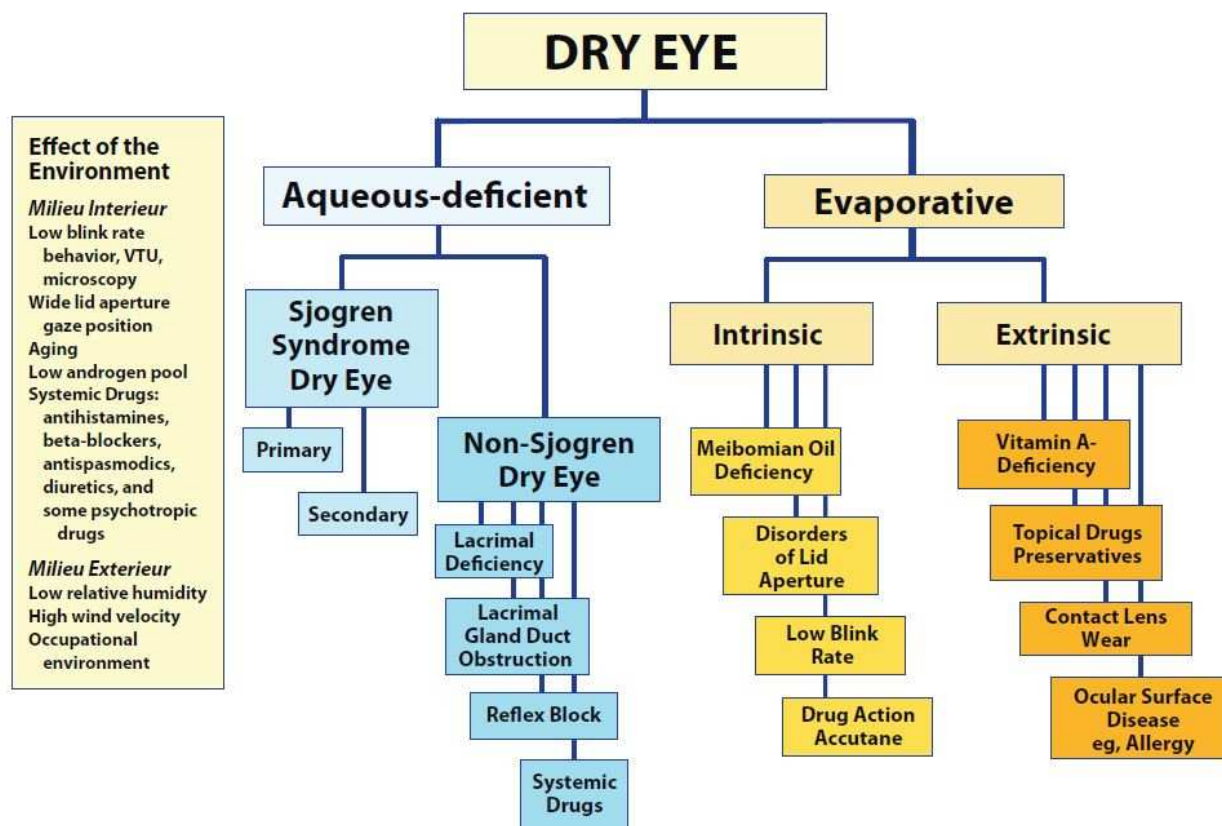 DRY EYE
Effect of the
Environment
Milieu Interieur
Low blink rate
behavior, VTU,
microscopy
Wide lid aperture
gaze position
Aging
Low androgen pool
Systemic Drugs:
antihistamines,
beta-blockers,
antispasmodics,
diuretics, and
some psychotropic
drugs
Milieu Exterieur
Low relative humidity
High wind velocity
Occupational
environment
Aqueous-deficient
Sjogren
Syndrome
Dry Eye
Primary
Secondary
Non-Sjogren
Dry Eye
Lacrimal
Deficiency
Lacrimal
Gland Duct
Obstruction
Reflex Block
Systemic
Drugs
Evaporative
Intrinsic
Meibomian Oil
Deficiency
Disorders
of Lid
Aperture
Low Blink
Rate
Drug Action
Accutane
Extrinsic
Vitamin A-
Deficiency
Topical Drugs
Preservatives
Contact Lens
Wear
Ocular Surface
Disease
eg, Allergy